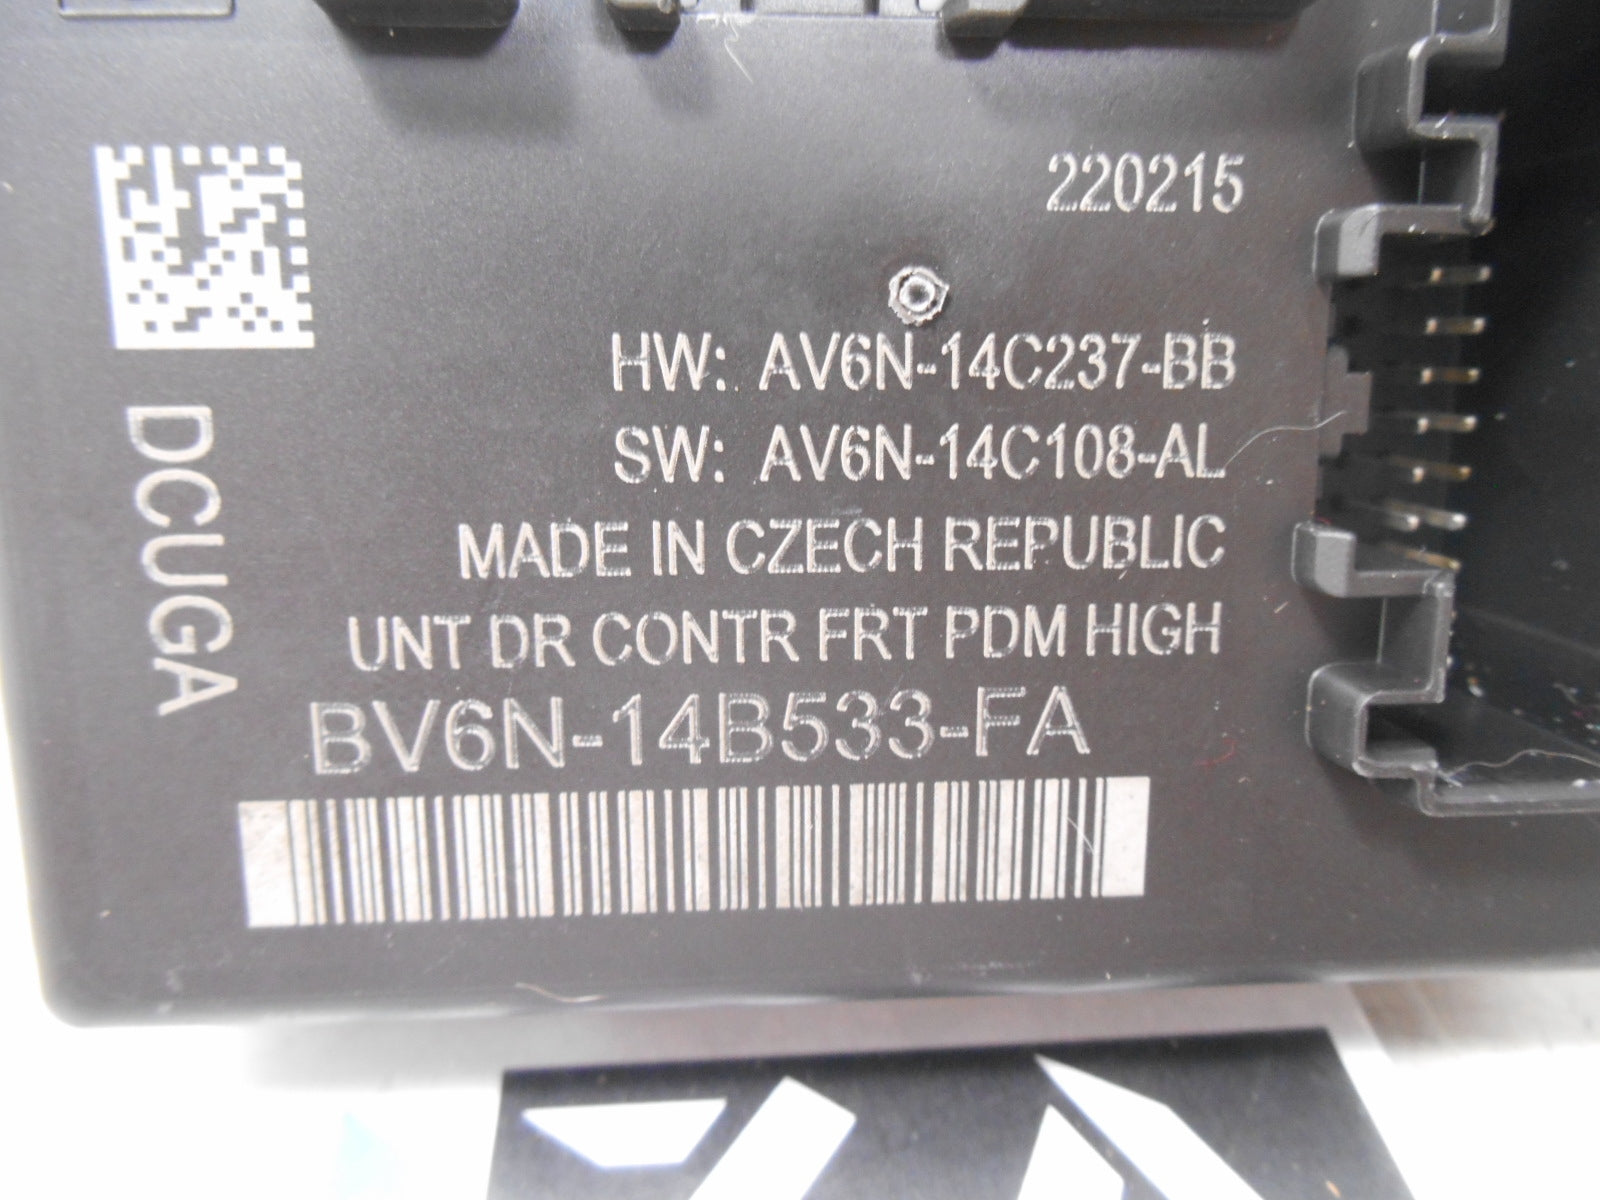 220215
HW: AV6N-14C237-BB
SW: AV6N-14C108-AL
MADE IN CZECH REPUBLIC
UNT DR CONTR FRT PDM HIGH
BV6N-14B533-FA
DCUGA